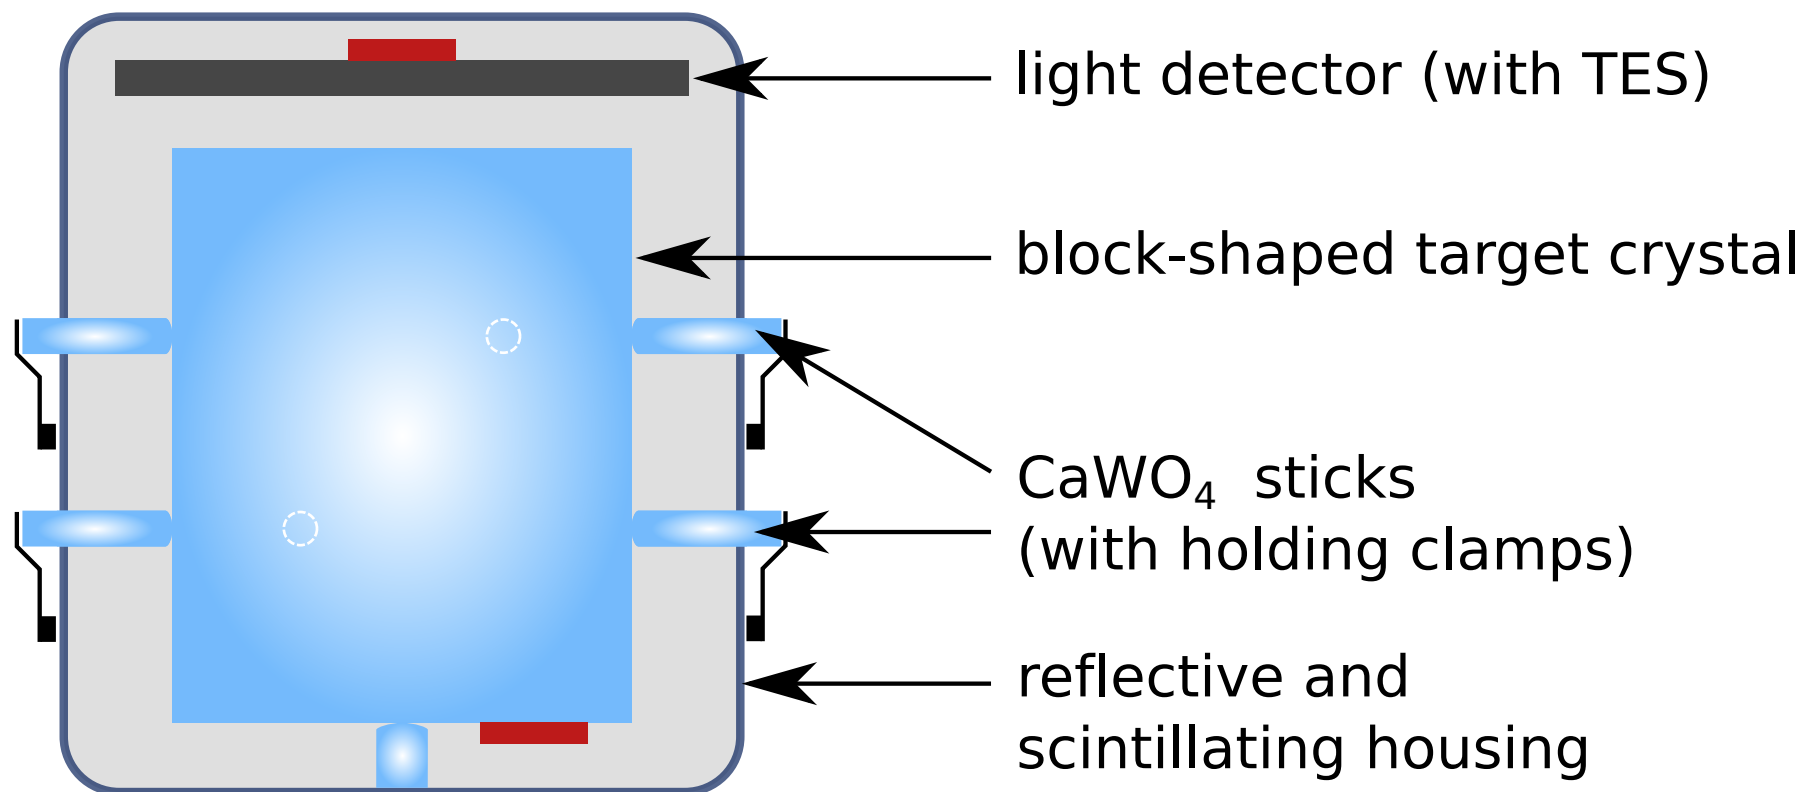 light detector (with TES)
block-shaped target crystal
CaWO₄ sticks
(with holding clamps)
reflective and
scintillating housing